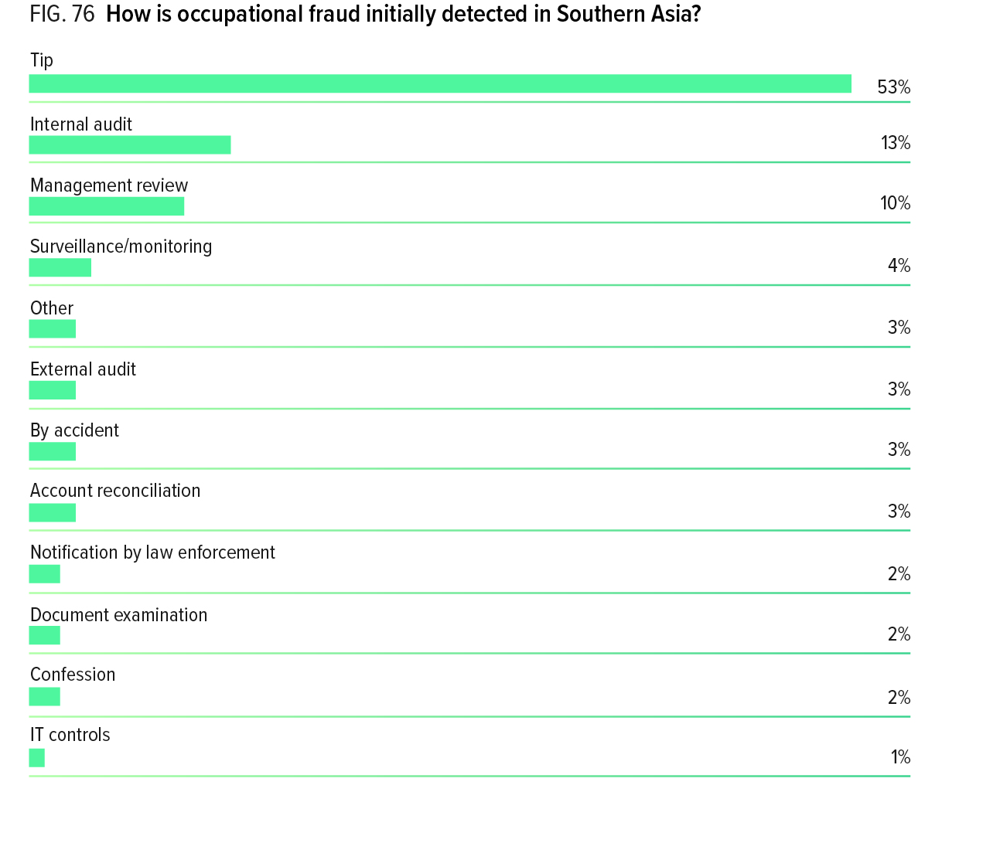 FIG. 76 How is occupational fraud initially detected in Southern Asia?
Tip
53%
Internal audit
13%
Management review
10%
Surveillance/monitoring
4%
Other
3%
External audit
3%
By accident
3%
Account reconciliation
3%
Notification by law enforcement
2%
Document examination
2%
Confession
2%
IT controls
1%